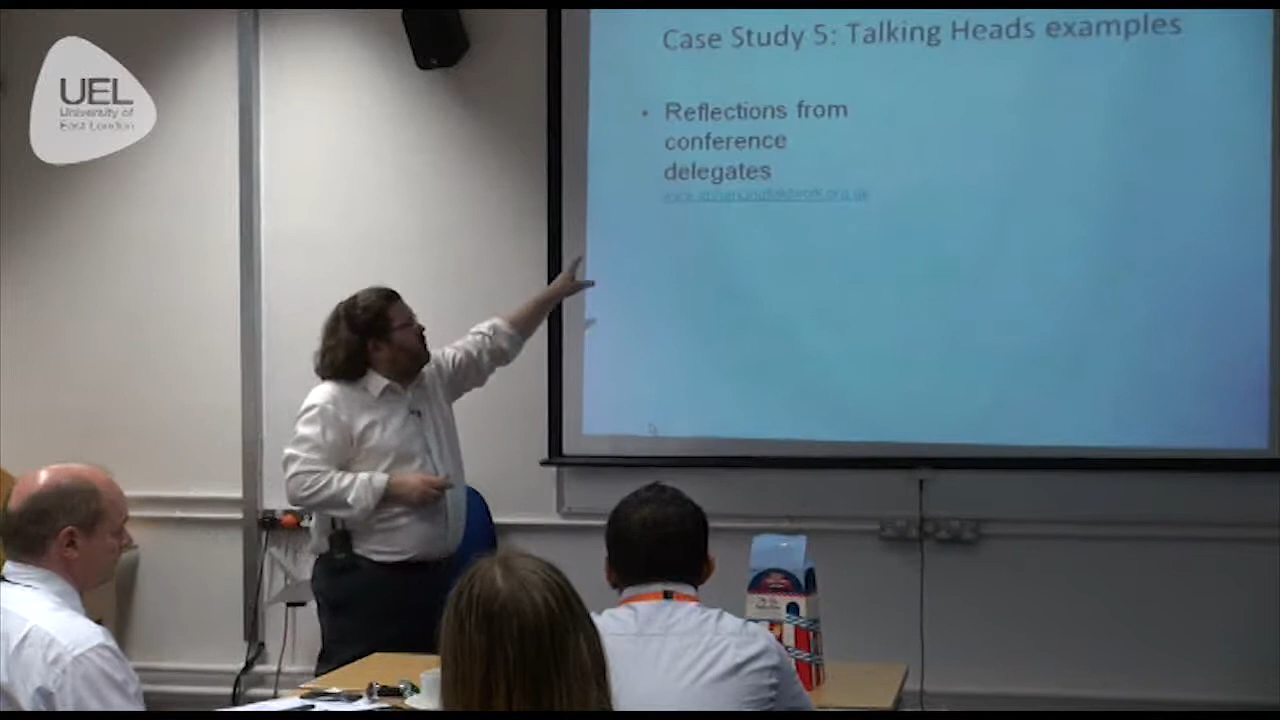 UEL
University of
East London
Case Study 5: Talking Heads examples
• Reflections from
conference
delegates